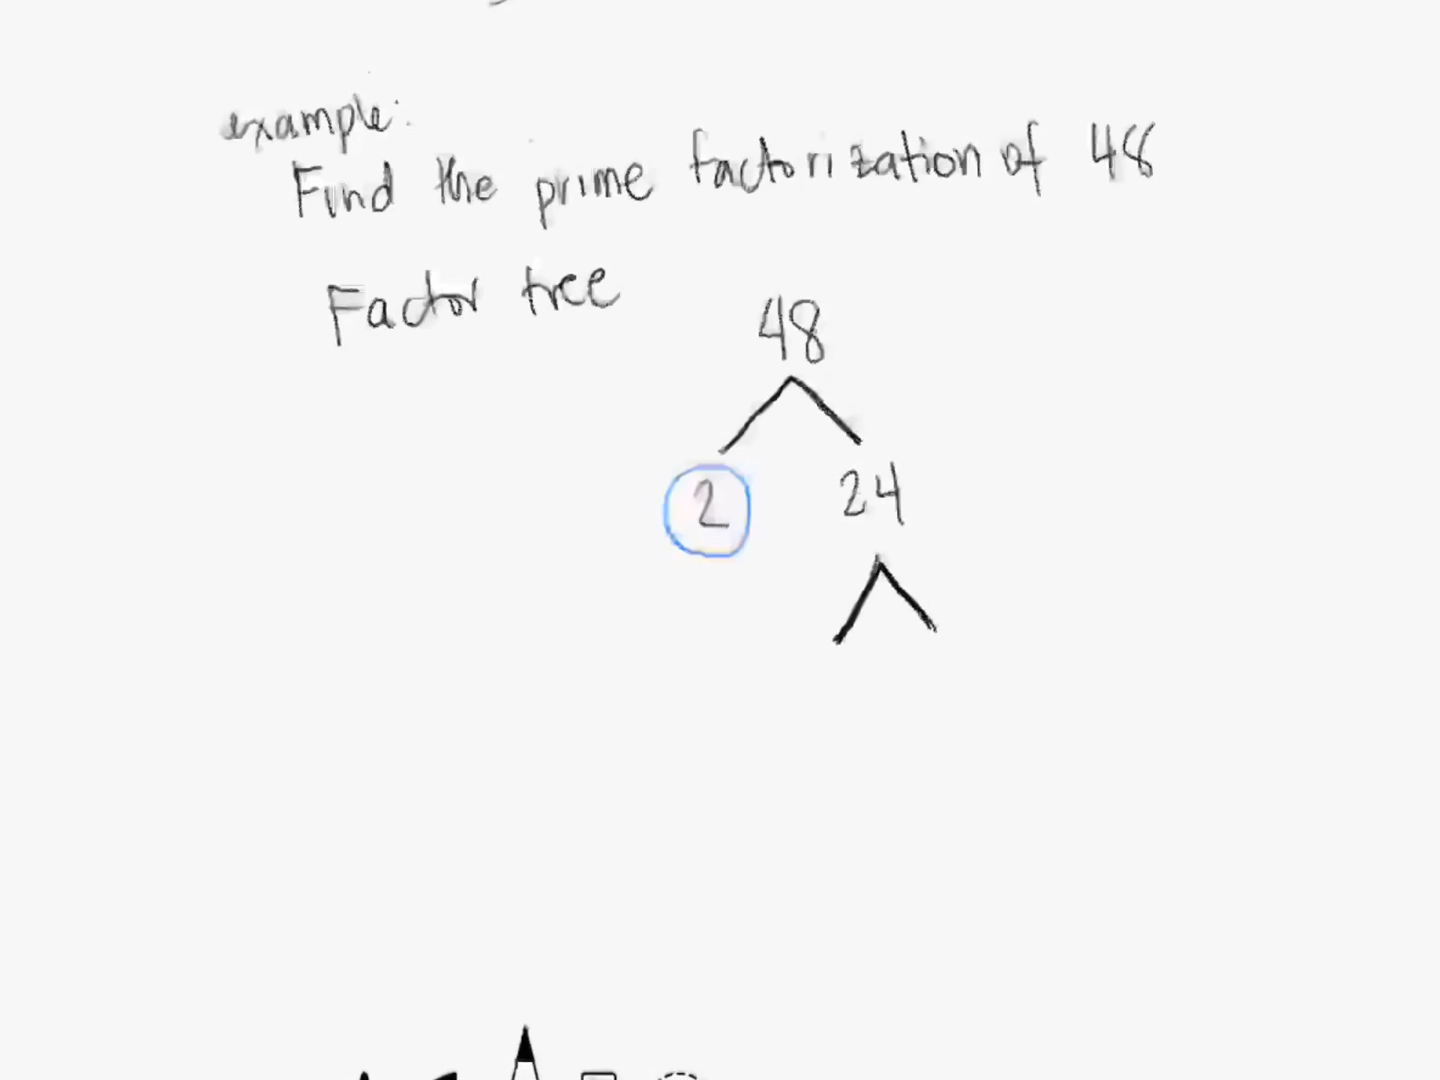 example:
Find the prime factorization of 48
Factor tree
48
2 24